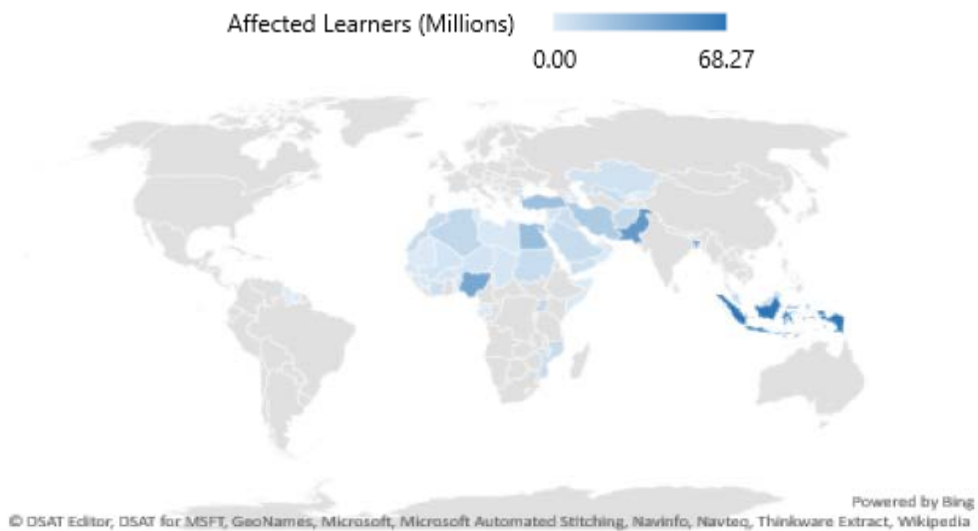 Affected Learners (Millions)
0.00 68.27
Powered by Bing
© DSAT Editor, DSAT for MSFT, GeoNames, Microsoft, Microsoft Automated Stitching, Navinfo, Navteq, Thinkware Extract, Wikipedia